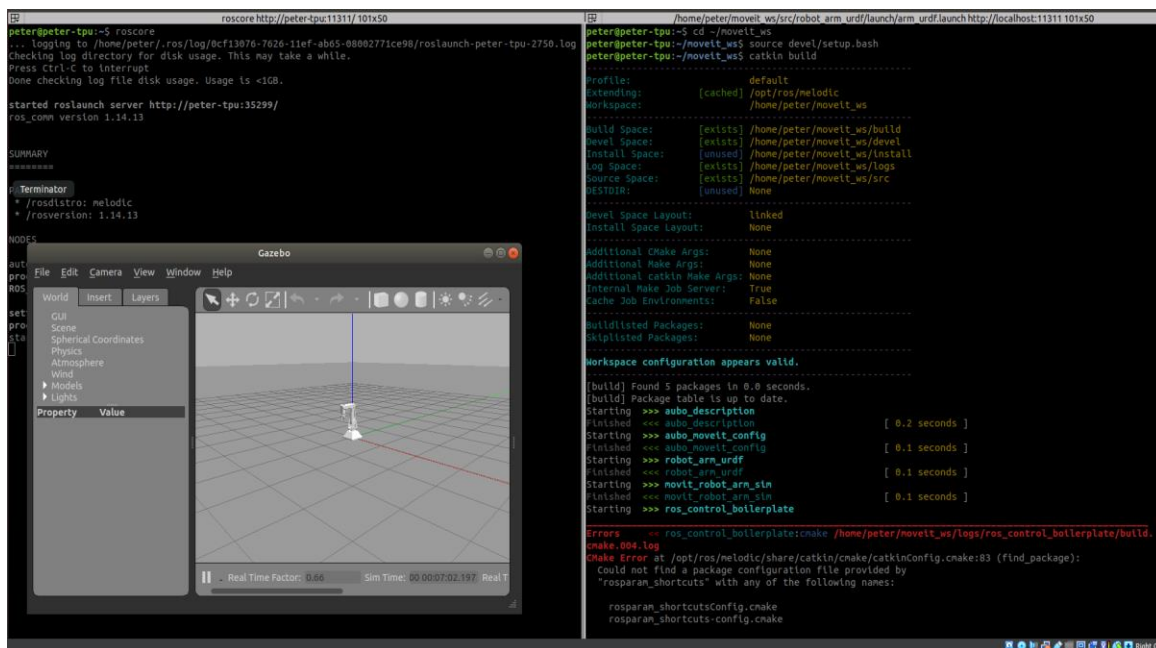 roscore http://peter-tpu:11311/ 101x50
peter@peter-tpu:~$ roscore
... logging to /home/peter/.ros/log/0cf13076-7626-11ef-ab65-08002771ce98/roslaunch-peter-tpu-2750.log
Checking log directory for disk usage. This may take a while.
Press Ctrl-C to interrupt
Done checking log file disk usage. Usage is <1GB.
started roslaunch server http://peter-tpu:35299/
ros_comm version 1.14.13
SUMMARY
========
Terminator
* /rosdistro: melodic
* /rosversion: 1.14.13
NODES
aut
pro
ROS
set
pro
sta
Gazebo
File Edit Camera View Window Help
World Insert Layers
GUI
Scene
Spherical Coordinates
Physics
Atmosphere
Wind
Models
Lights
Property Value
Real Time Factor: 0.66 Sim Time: 00 00:07:02.197 Real T
/home/peter/moveit_ws/src/robot_arm_urdf/launch/arm_urdf.launch http://localhost:11311 101x50
peter@peter-tpu:~$ cd ~/moveit_ws
peter@peter-tpu:~/moveit_ws$ source devel/setup.bash
peter@peter-tpu:~/moveit_ws$ catkin build
Profile: default
Extending: [cached] /opt/ros/melodic
Workspace: /home/peter/moveit_ws
Build Space: [exists] /home/peter/moveit_ws/build
Devel Space: [exists] /home/peter/moveit_ws/devel
Install Space: [unused] /home/peter/moveit_ws/install
Log Space: [exists] /home/peter/moveit_ws/logs
Source Space: [exists] /home/peter/moveit_ws/src
DESTDIR: [unused] None
Devel Space Layout: linked
Install Space Layout: None
Additional CMake Args: None
Additional Make Args: None
Additional catkin Make Args: None
Internal Make Job Server: True
Cache Job Environments: False
Buildlisted Packages: None
Skiplisted Packages: None
Workspace configuration appears valid.
[build] Found 5 packages in 0.0 seconds.
[build] Package table is up to date.
Starting >>> aubo_description
Finished <<< aubo_description [ 0.2 seconds ]
Starting >>> aubo_moveit_config
Finished <<< aubo_moveit_config [ 0.1 seconds ]
Starting >>> robot_arm_urdf
Finished <<< robot_arm_urdf [ 0.1 seconds ]
Starting >>> movit_robot_arm_sim
Finished <<< movit_robot_arm_sim [ 0.1 seconds ]
Starting >>> ros_control_boilerplate
Errors << ros_control_boilerplate:cmake /home/peter/moveit_ws/logs/ros_control_boilerplate/build.
cmake.004.log
CMake Error at /opt/ros/melodic/share/catkin/cmake/catkinConfig.cmake:83 (find_package):
Could not find a package configuration file provided by
"rosparam_shortcuts" with any of the following names:
rosparam_shortcutsConfig.cmake
rosparam_shortcuts-config.cmake
Right C